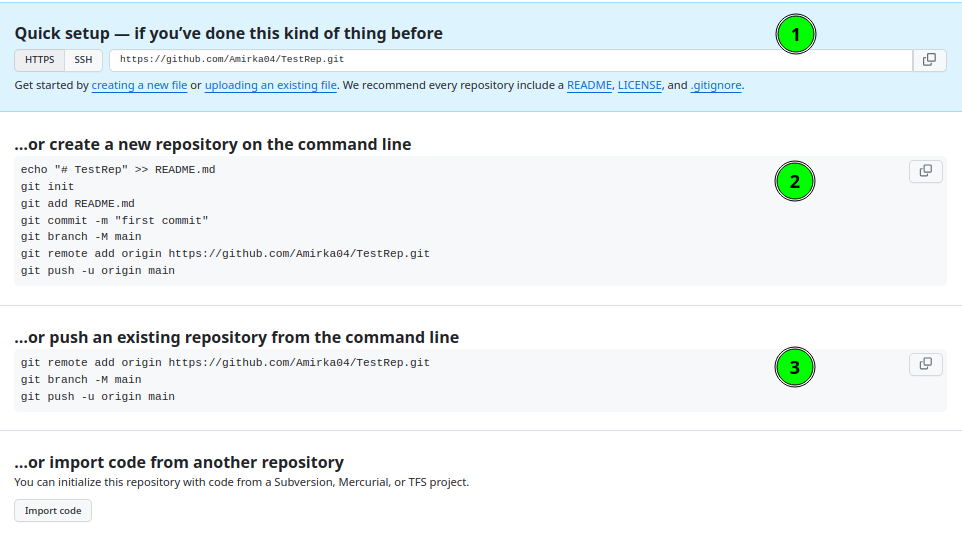 Quick setup — if you’ve done this kind of thing before
1
HTTPS SSH https://github.com/Amirka04/TestRep.git
Get started by creating a new file or uploading an existing file. We recommend every repository include a README, LICENSE, and .gitignore.
...or create a new repository on the command line
echo "# TestRep" >> README.md
2
git init
git add README.md
git commit -m "first commit"
git branch -M main
git remote add origin https://github.com/Amirka04/TestRep.git
git push -u origin main
...or push an existing repository from the command line
git remote add origin https://github.com/Amirka04/TestRep.git
3
git branch -M main
git push -u origin main
...or import code from another repository
You can initialize this repository with code from a Subversion, Mercurial, or TFS project.
Import code